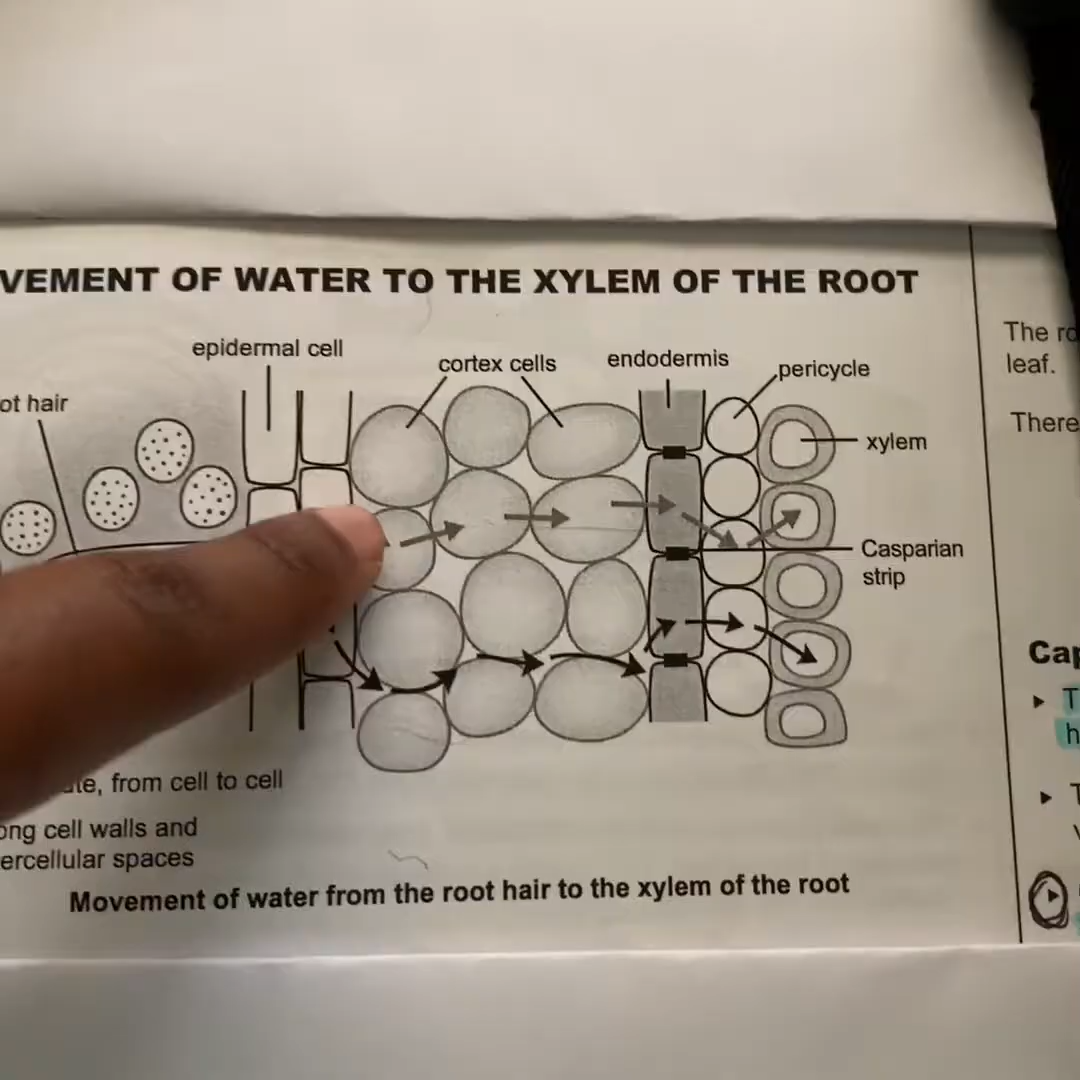 VEMENT OF WATER TO THE XYLEM OF THE ROOT
epidermal cell
cortex cells
endodermis
pericycle
ot hair
xylem
Casparian
strip
, from cell to cell
ong cell walls and
ercellular spaces
Movement of water from the root hair to the xylem of the root
The ro
leaf.
There
Cap
T
h
T